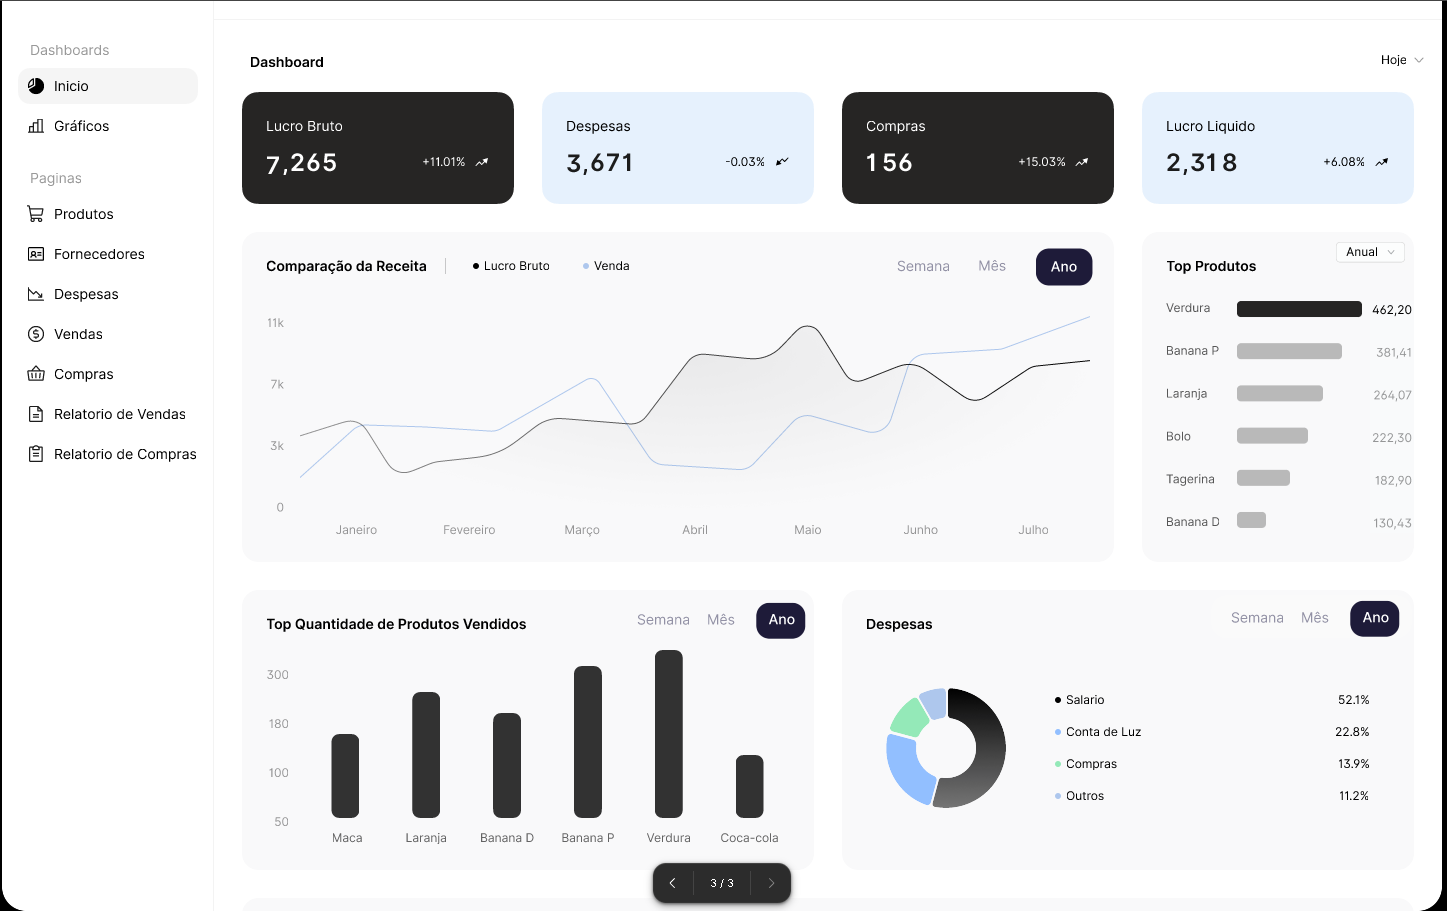 Dashboards
Inicio
Gráficos
Paginas
Produtos
Fornecedores
Despesas
Vendas
Compras
Relatorio de Vendas
Relatorio de Compras
Dashboard
Hoje
Lucro Bruto
7,265
+11.01%
Despesas
3,671
-0.03%
Compras
156
+15.03%
Lucro Liquido
2,318
+6.08%
Comparação da Receita
Lucro Bruto
Venda
Semana
Mês
Ano
11k
7k
3k
0
Janeiro
Fevereiro
Março
Abril
Maio
Junho
Julho
Anual
Top Produtos
Verdura 462,20
Banana P 381,41
Laranja 264,07
Bolo 222,30
Tagerina 182,90
Banana D 130,43
Top Quantidade de Produtos Vendidos
Semana
Mês
Ano
300
180
100
50
Maca
Laranja
Banana D
Banana P
Verdura
Coca-cola
Despesas
Semana
Mês
Ano
Salario 52.1%
Conta de Luz 22.8%
Compras 13.9%
Outros 11.2%
3 / 3